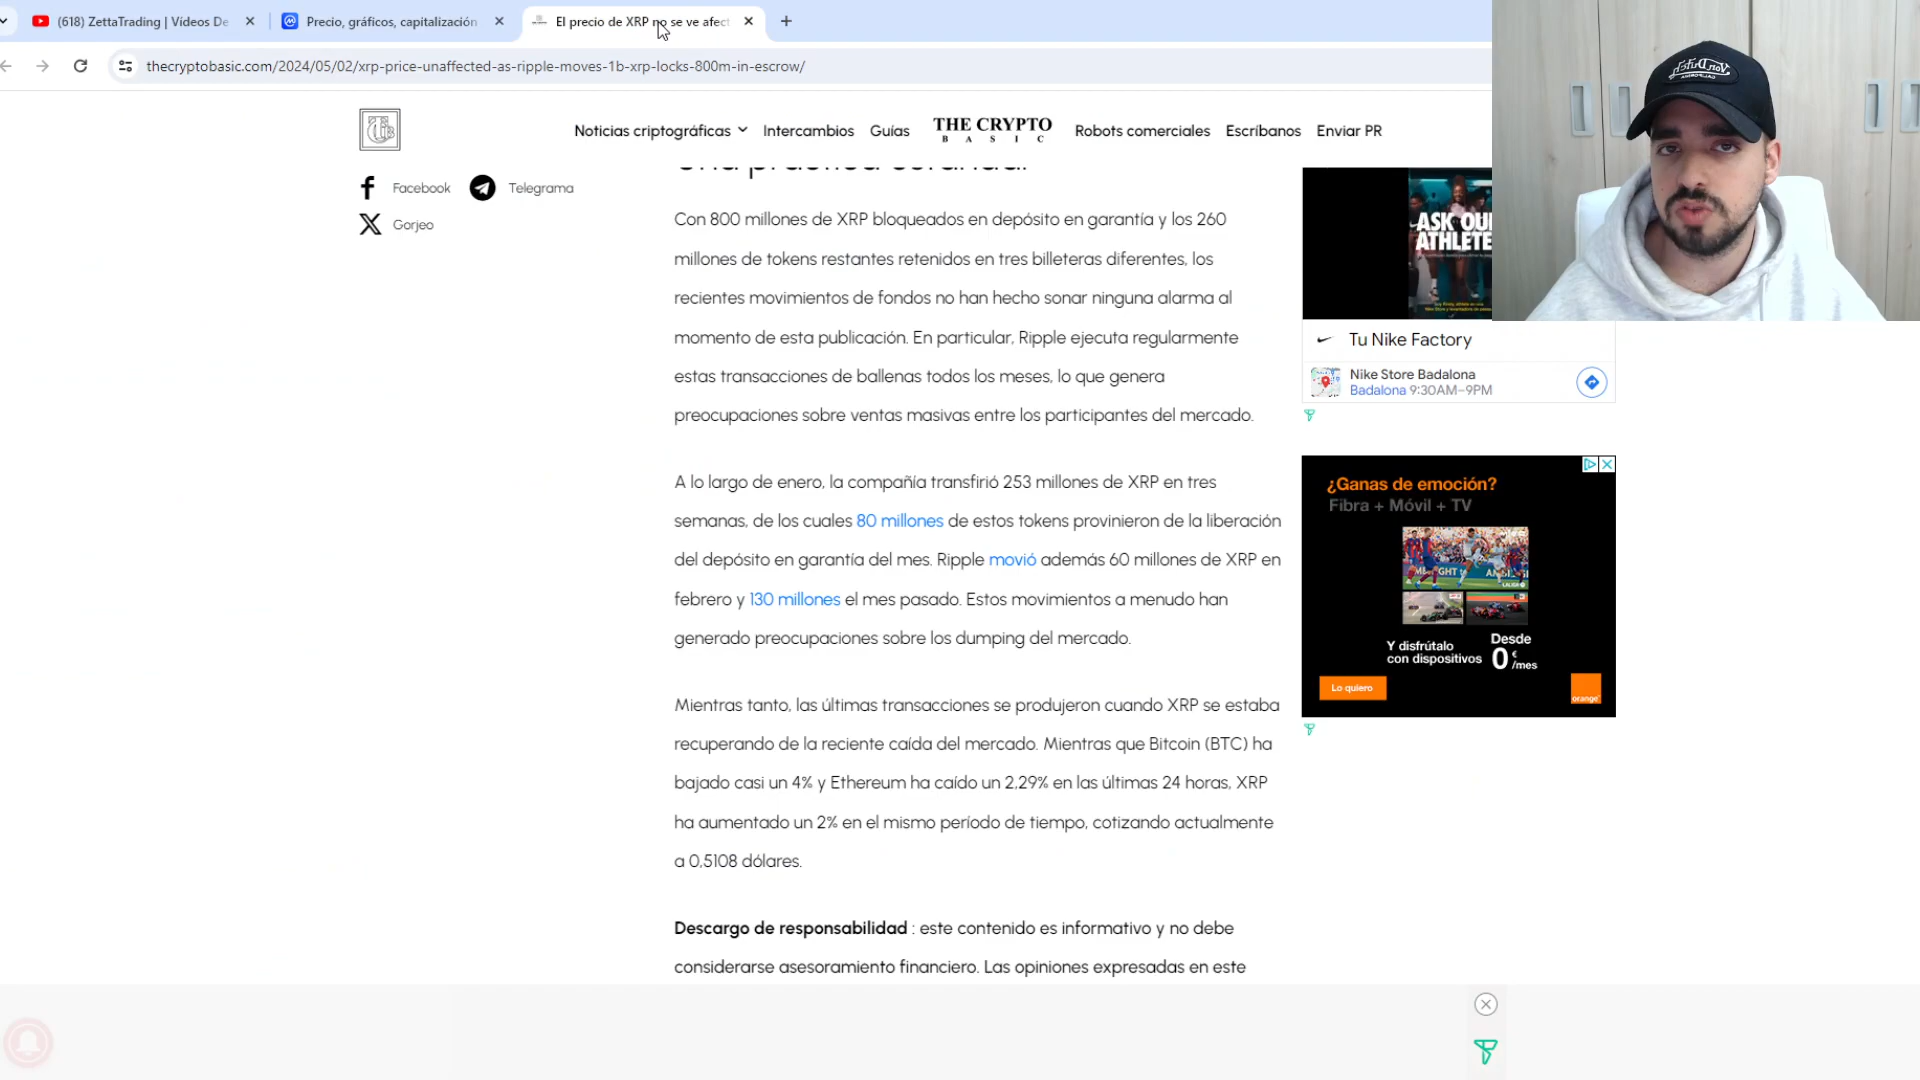 (618) ZettaTrading | Vídeos De
Precio, gráficos, capitalización
El precio de XRP no se ve afect
thecryptobasic.com/2024/05/02/xrp-price-unaffected-as-ripple-moves-1b-xrp-locks-800m-in-escrow/
Noticias criptográficas
Intercambios
Guías
THE CRYPTO
BASIC
Robots comerciales
Escríbanos
Enviar PR
Facebook
Telegrama
Gorjeo
Una práctica estándar
Con 800 millones de XRP bloqueados en depósito en garantía y los 260
millones de tokens restantes retenidos en tres billeteras diferentes, los
recientes movimientos de fondos no han hecho sonar ninguna alarma al
momento de esta publicación. En particular, Ripple ejecuta regularmente
estas transacciones de ballenas todos los meses, lo que genera
preocupaciones sobre ventas masivas entre los participantes del mercado.
A lo largo de enero, la compañía transfirió 253 millones de XRP en tres
semanas, de los cuales 80 millones de estos tokens provinieron de la liberación
del depósito en garantía del mes. Ripple movió además 60 millones de XRP en
febrero y 130 millones el mes pasado. Estos movimientos a menudo han
generado preocupaciones sobre los dumping del mercado.
Mientras tanto, las últimas transacciones se produjeron cuando XRP se estaba
recuperando de la reciente caída del mercado. Mientras que Bitcoin (BTC) ha
bajado casi un 4% y Ethereum ha caído un 2,29% en las últimas 24 horas, XRP
ha aumentado un 2% en el mismo período de tiempo, cotizando actualmente
a 0,5108 dólares.
Descargo de responsabilidad : este contenido es informativo y no debe
considerarse asesoramiento financiero. Las opiniones expresadas en este
ASK OUR
ATHLETE
Tu Nike Factory
Nike Store Badalona
Badalona 9:30AM–9PM
¿Ganas de emoción?
Fibra + Móvil + TV
Y disfrútalo
con dispositivos
Desde
0 €/mes
Lo quiero
orange
Von Dutch